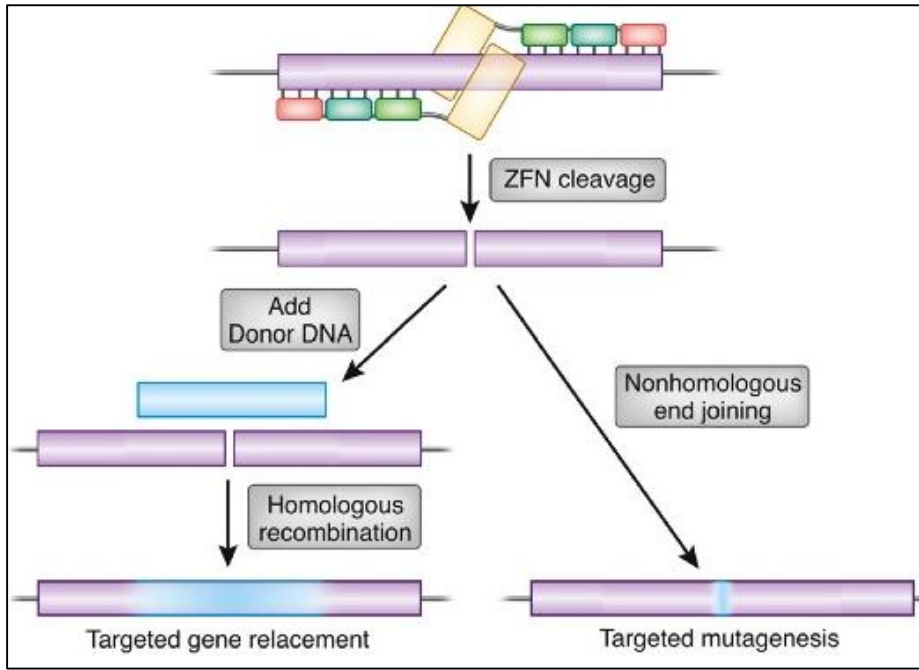 ZFN cleavage
Add
Donor DNA
Nonhomologous
end joining
Homologous
recombination
Targeted gene relacement
Targeted mutagenesis